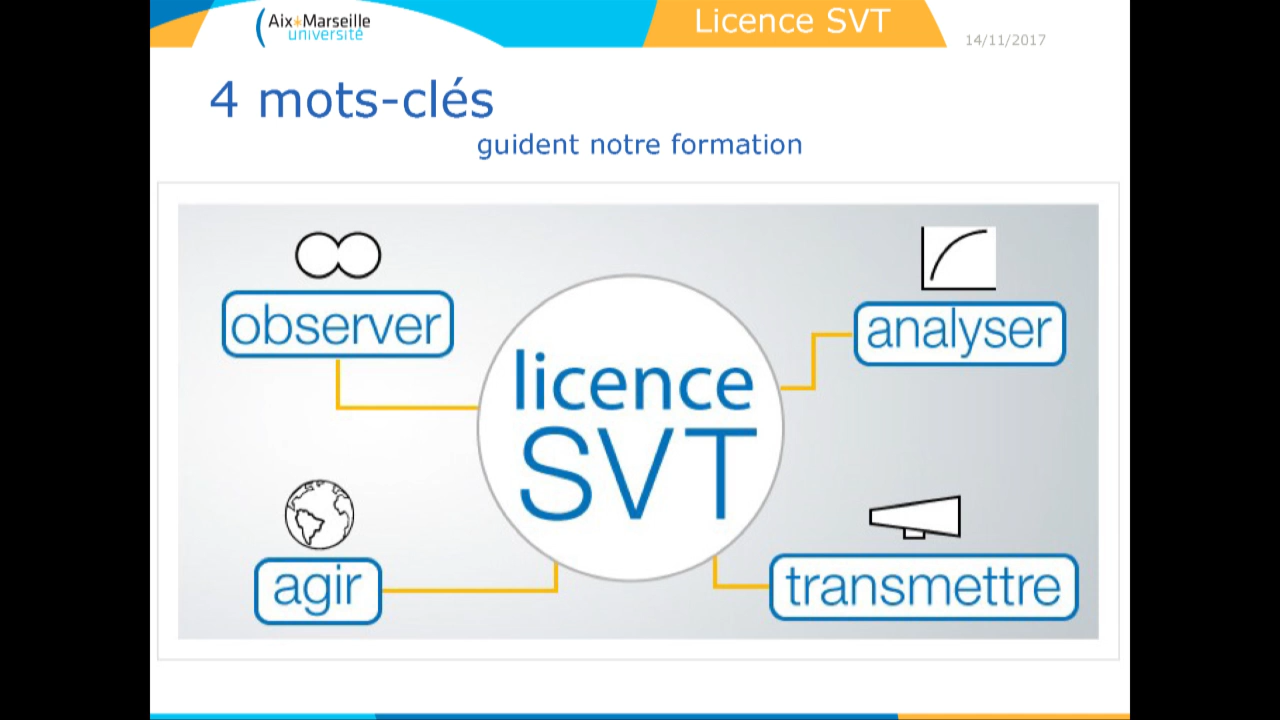 Aix*Marseille
université
Licence SVT
14/11/2017
4 mots-clés
guident notre formation
observer
analyser
licence
SVT
agir
transmettre